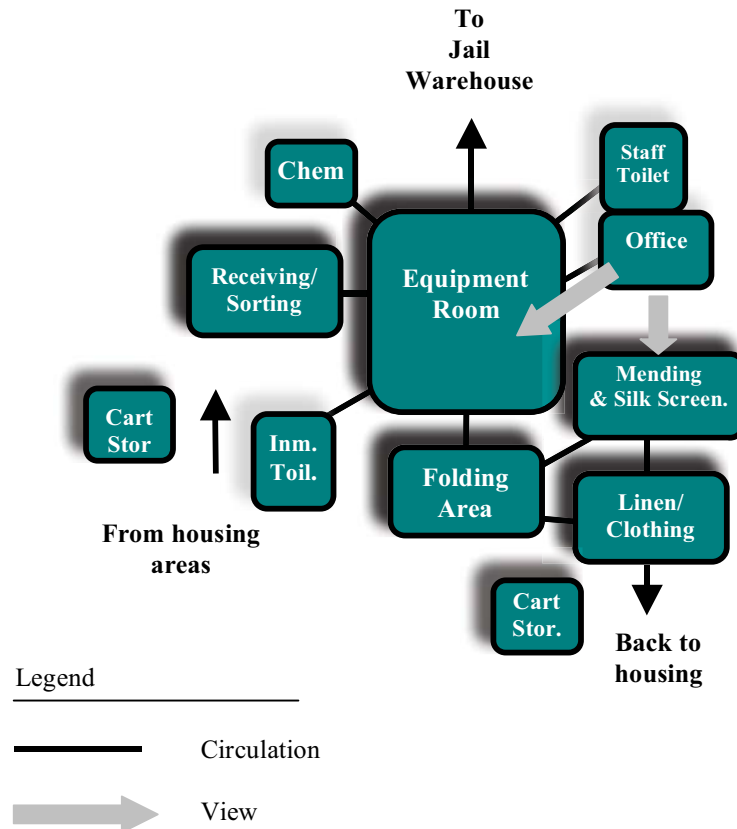 To
Jail
Warehouse
Chem
Staff
Toilet
Office
Receiving/
Sorting
Equipment
Room
Mending
& Silk Screen.
Cart
Stor
Inm.
Toil.
Folding
Area
Linen/
Clothing
From housing
areas
Cart
Stor.
Back to
housing
Legend
Circulation
View